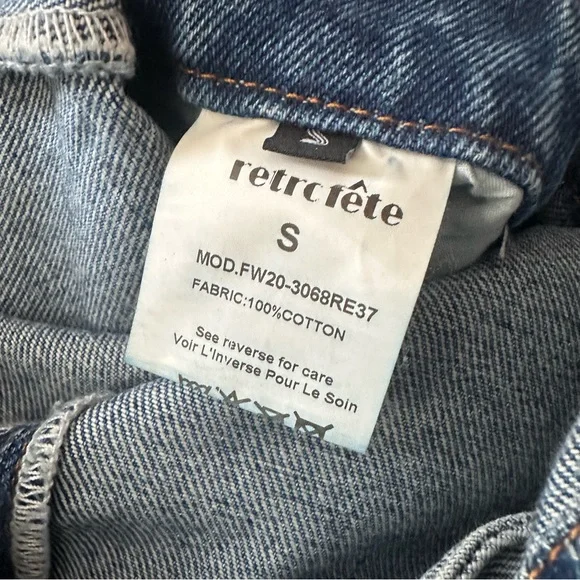 S
retrofête
S
MOD.FW20-3068RE37
FABRIC:100%COTTON
See reverse for care
Voir L'Inverse Pour Le Soin